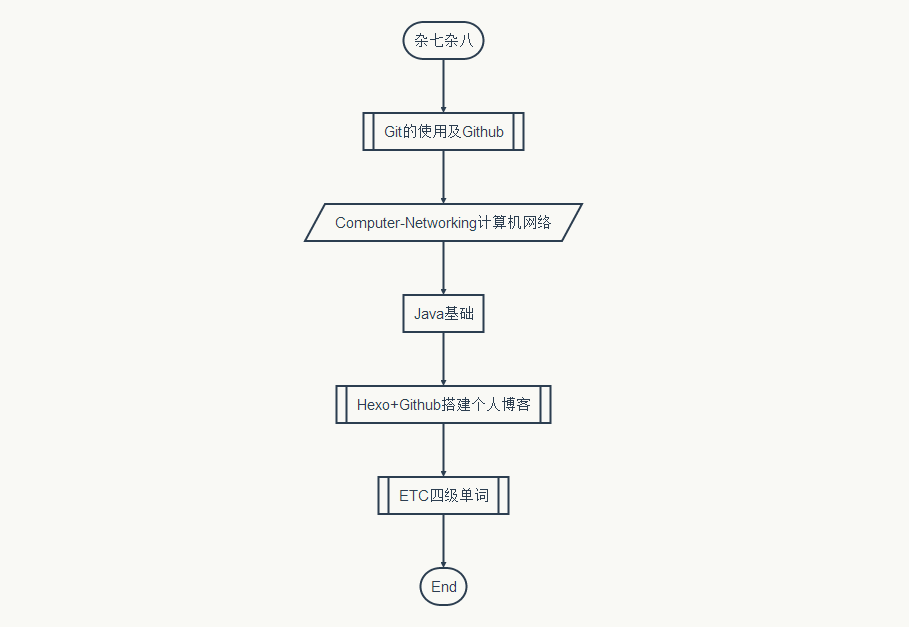 杂七杂八
Git的使用及Github
Computer-Networking计算机网络
Java基础
Hexo+Github搭建个人博客
ETC四级单词
End